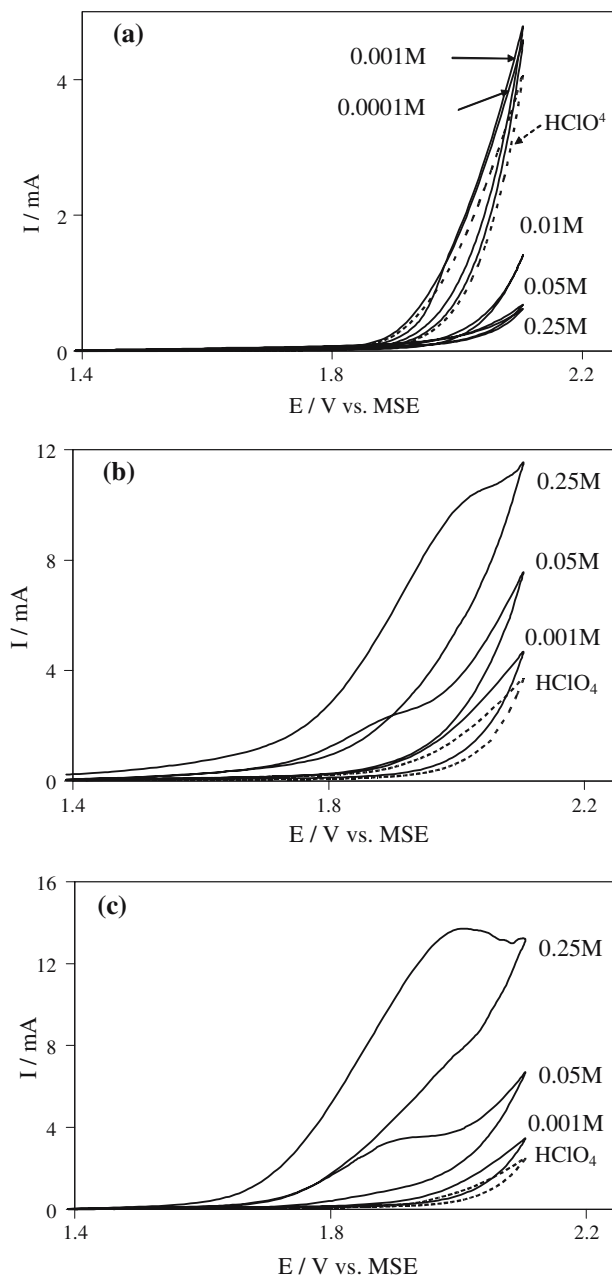 (a)
4
2
0
I / mA
0.001M
0.0001M
HClO⁴
0.01M
0.05M
0.25M
1.4
1.8
2.2
E / V vs. MSE
(b)
12
8
4
0
I / mA
0.25M
0.05M
0.001M
HClO₄
1.4
1.8
2.2
E / V vs. MSE
(c)
16
12
8
4
0
I / mA
0.25M
0.05M
0.001M
HClO₄
1.4
1.8
2.2
E / V vs. MSE